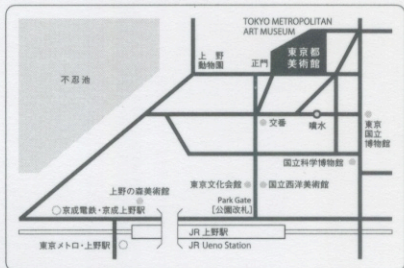 TOKYO METROPOLITAN
ART MUSEUM
東京都
美術館
上野
動物園
正門
不忍池
交番
噴水
東京
国立
博物館
国立科学博物館
上野の森美術館
東京文化会館
国立西洋美術館
Park Gate
[公園改札]
京成電鉄・京成上野駅
JR 上野駅
JR Ueno Station
東京メトロ・上野駅